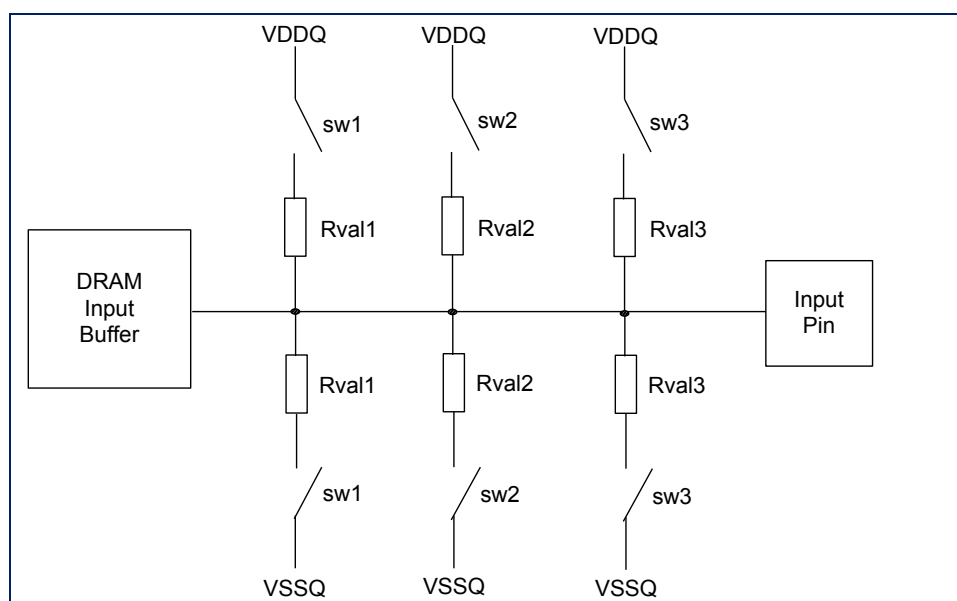 VDDQ VDDQ VDDQ
sw1 sw2 sw3
Rval1 Rval2 Rval3
DRAM
Input
Buffer
Input
Pin
Rval1 Rval2 Rval3
sw1 sw2 sw3
VSSQ VSSQ VSSQ